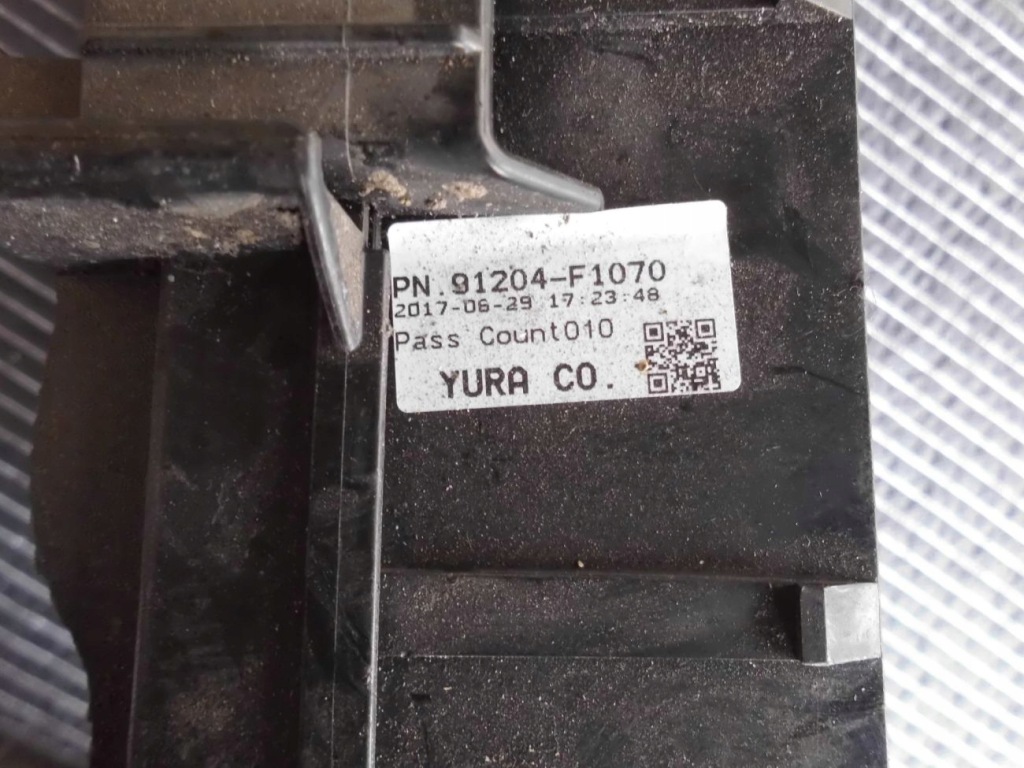 PN.91204-F1070
2017-06-29 17:23:48
Pass Count010
YURA CO.